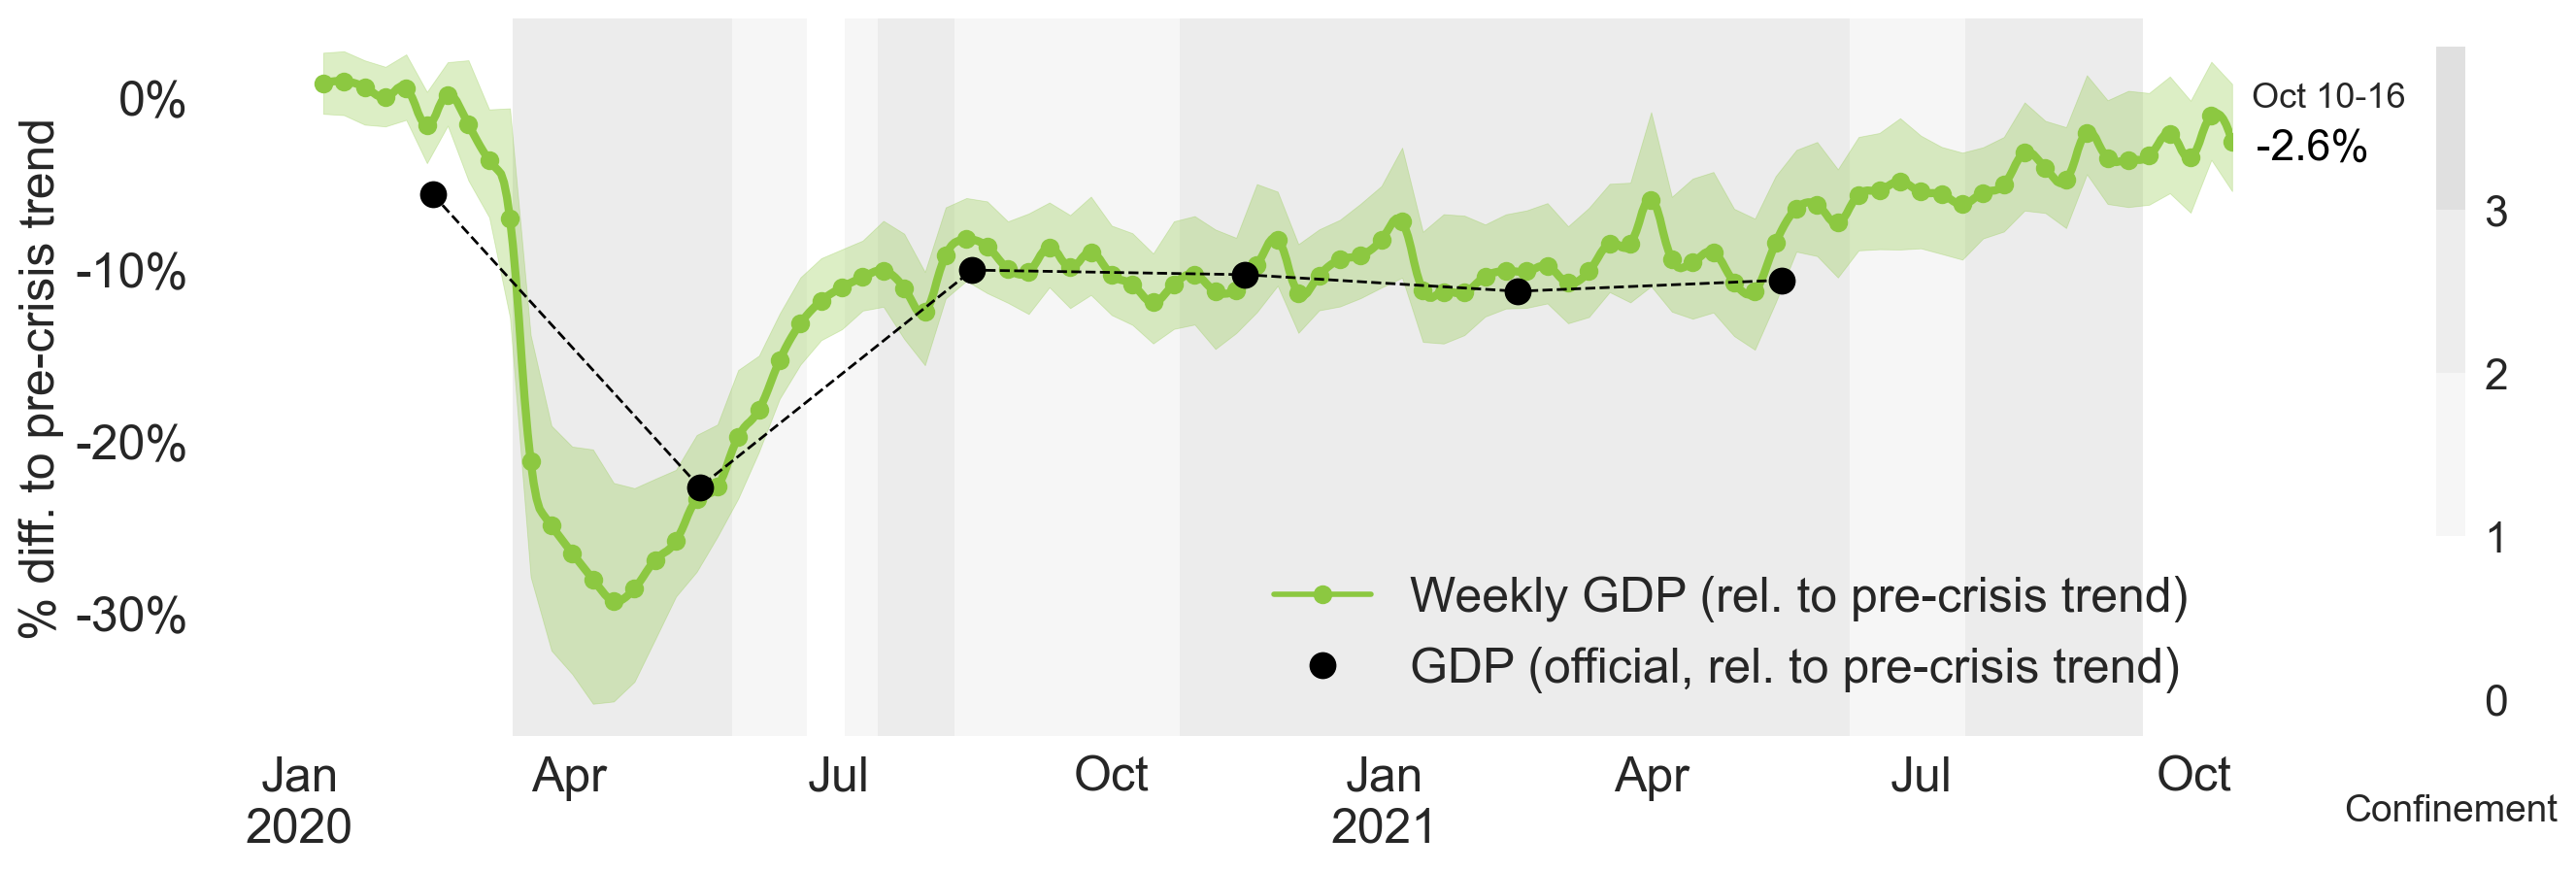 % diff. to pre-crisis trend
0%
-10%
-20%
-30%
Oct 10-16
-2.6%
3
2
1
0
Confinement
Weekly GDP (rel. to pre-crisis trend)
GDP (official, rel. to pre-crisis trend)
Jan Apr Jul Oct Jan Apr Jul Oct
2020 2021